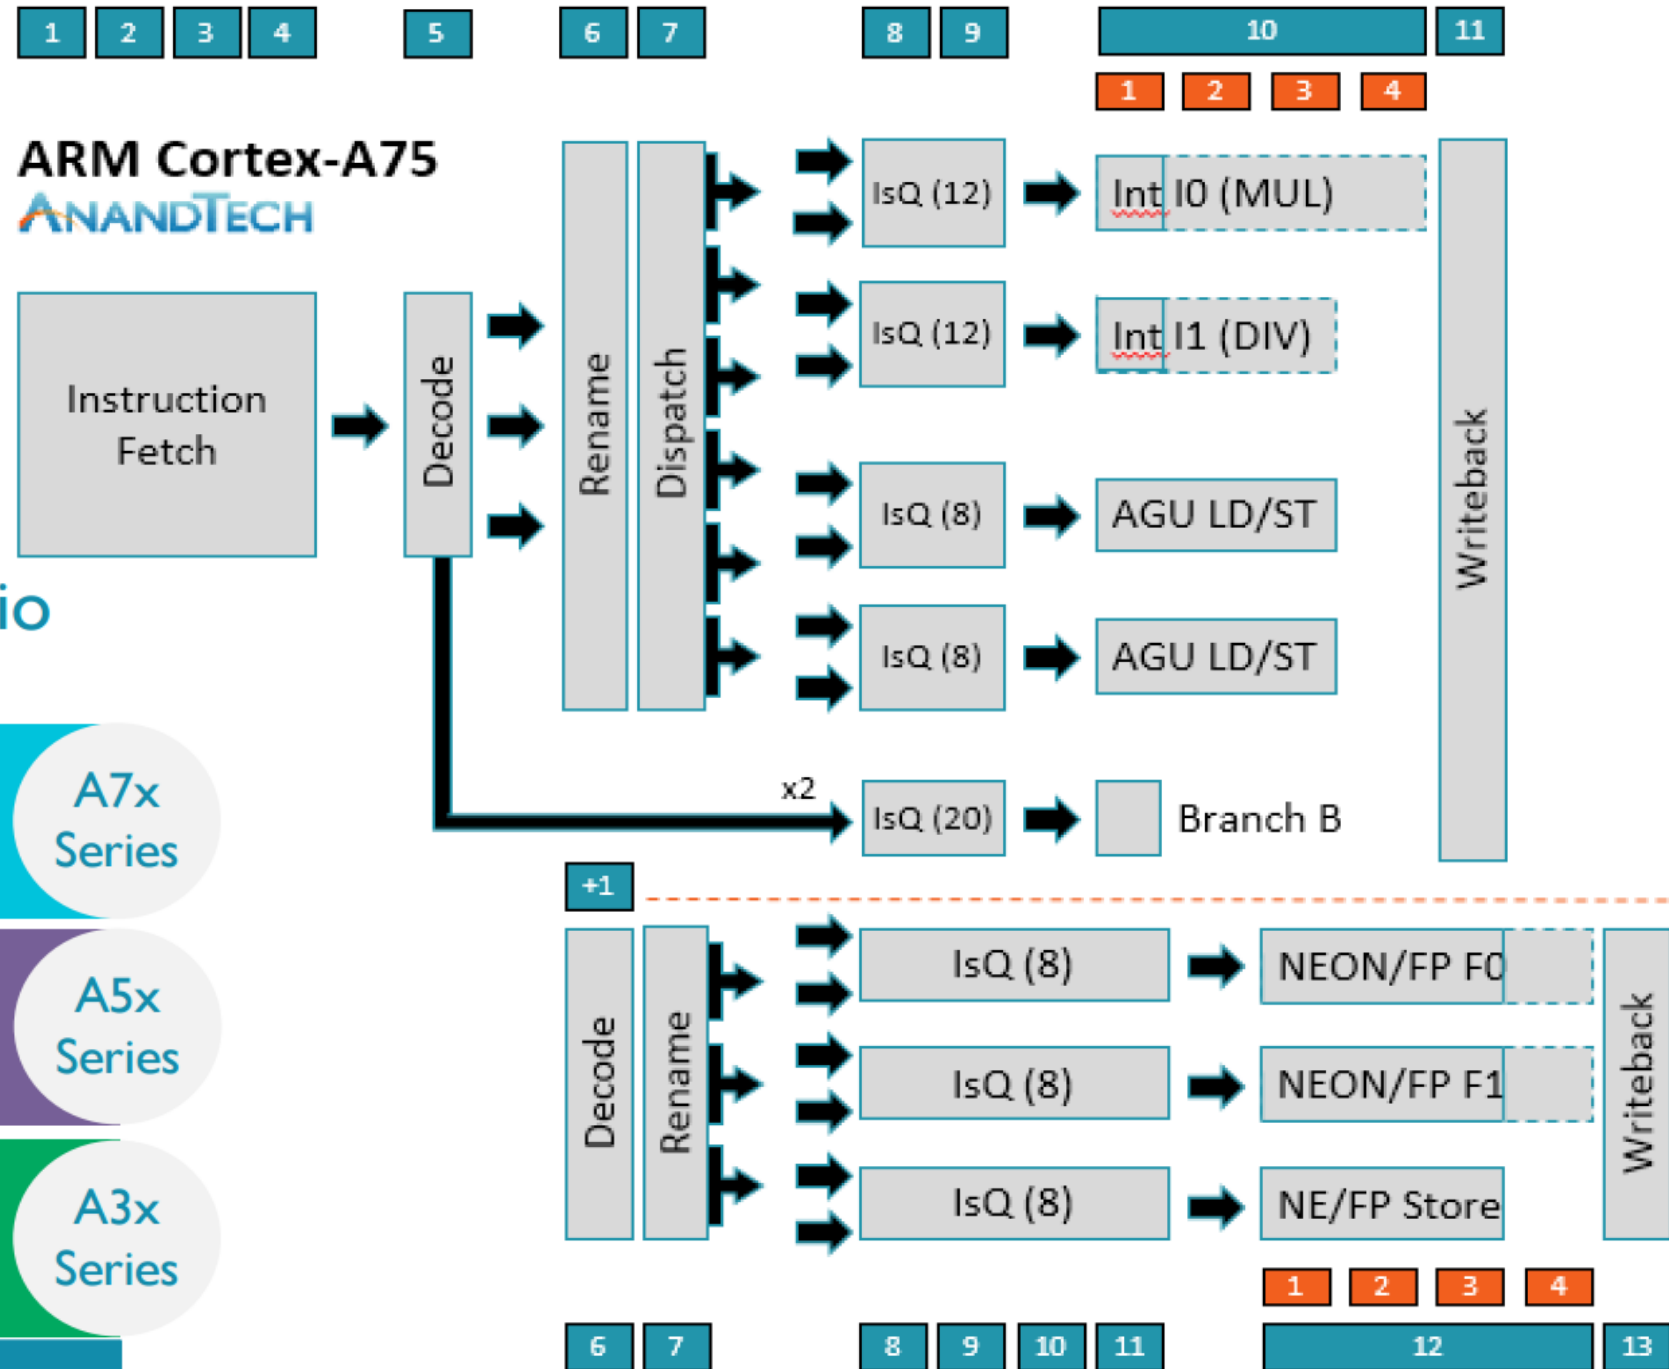 1 2 3 4 5 6 7 8 9 10 11
1 2 3 4
ARM Cortex-A75
ANANDTECH
Instruction
Fetch
Decode
Rename
Dispatch
IsQ (12)
Int I0 (MUL)
IsQ (12)
Int I1 (DIV)
IsQ (8)
AGU LD/ST
IsQ (8)
AGU LD/ST
Writeback
x2
IsQ (20)
Branch B
io
A7x
Series
A5x
Series
A3x
Series
+1
Decode
Rename
IsQ (8)
NEON/FP F0
IsQ (8)
NEON/FP F1
IsQ (8)
NE/FP Store
Writeback
1 2 3 4
6 7 8 9 10 11 12 13